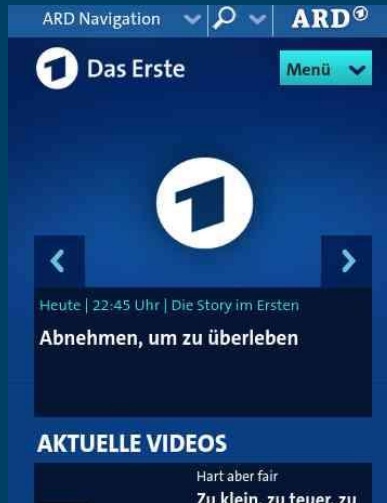 ARD Navigation
ARD
Das Erste
Menü
Heute | 22:45 Uhr | Die Story im Ersten
Abnehmen, um zu überleben
AKTUELLE VIDEOS
Hart aber fair
Zu klein, zu teuer, zu